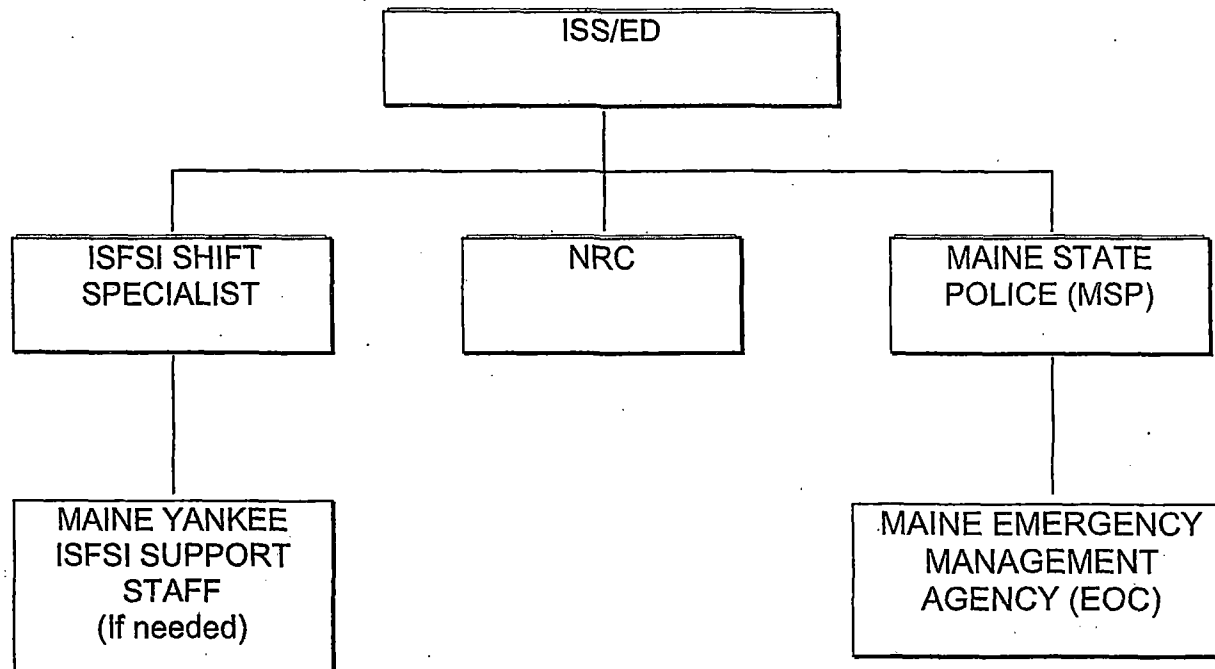 ISS/ED
ISFSI SHIFT
SPECIALIST
NRC
MAINE STATE
POLICE (MSP)
MAINE YANKEE
ISFSI SUPPORT
STAFF
(If needed)
MAINE EMERGENCY
MANAGEMENT
AGENCY (EOC)